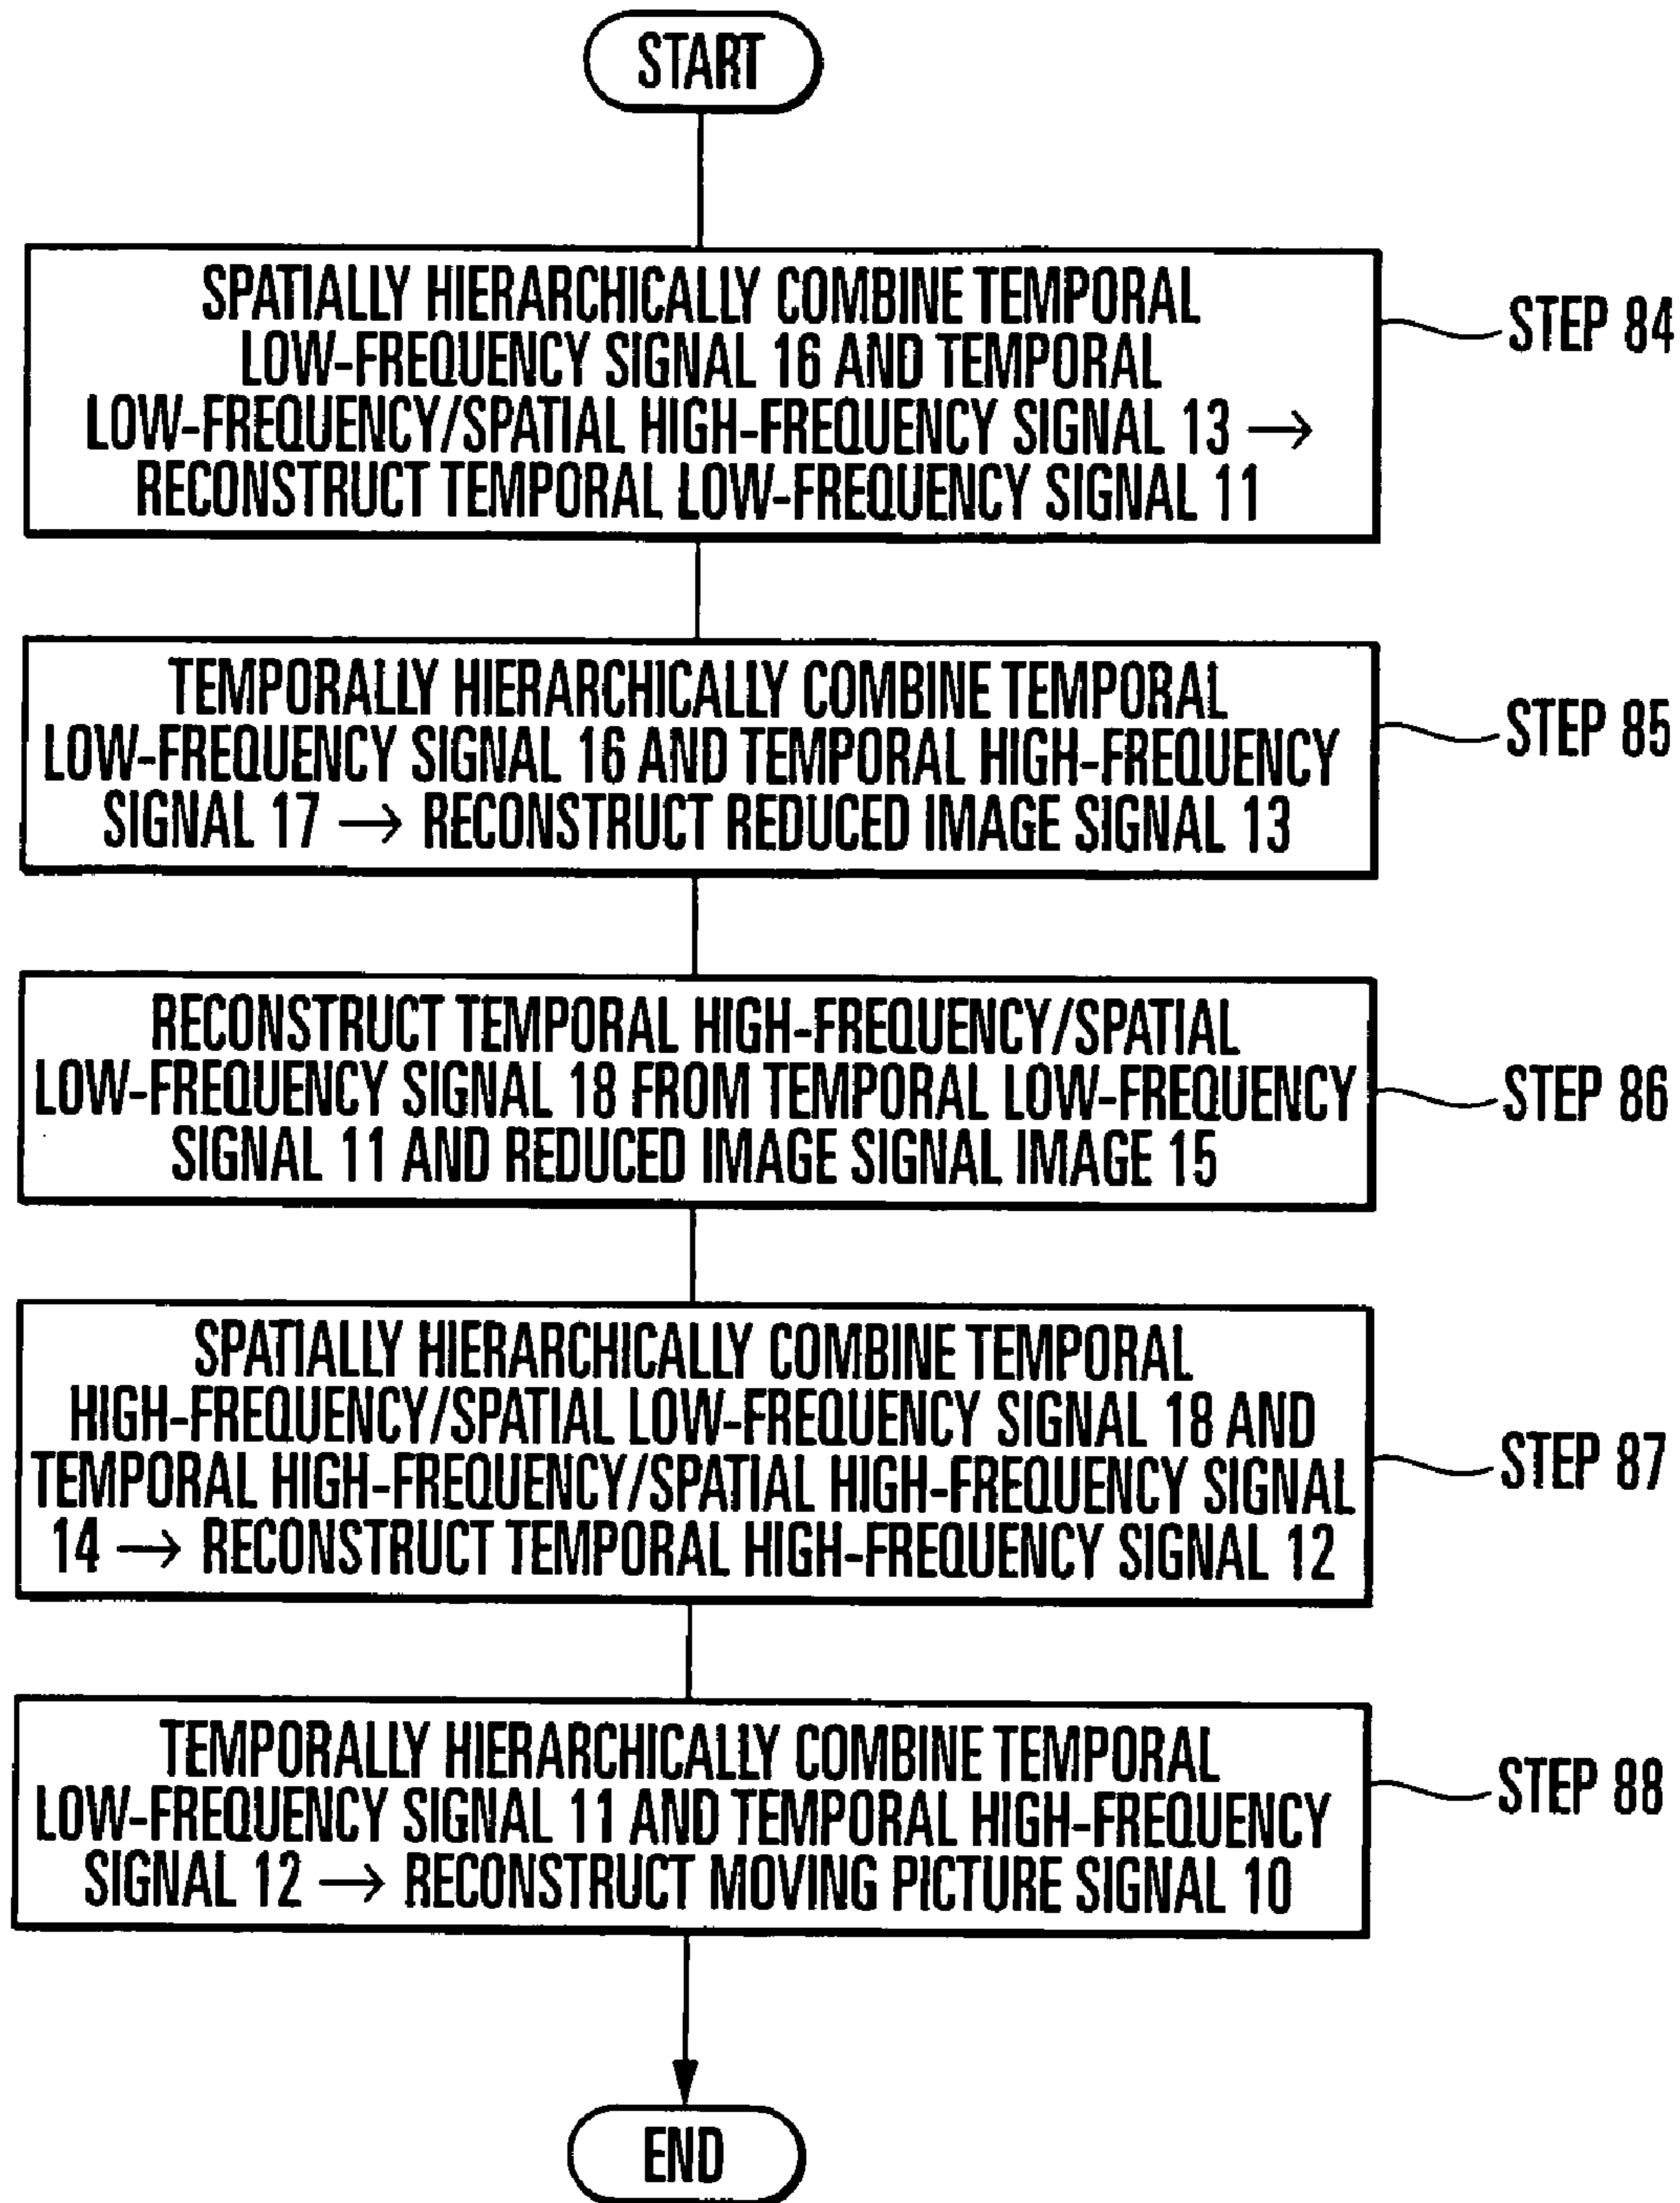 START
SPATIALLY HIERARCHICALLY COMBINE TEMPORAL
LOW-FREQUENCY SIGNAL 16 AND TEMPORAL
LOW-FREQUENCY/SPATIAL HIGH-FREQUENCY SIGNAL 13 →
RECONSTRUCT TEMPORAL LOW-FREQUENCY SIGNAL 11
STEP 84
TEMPORALLY HIERARCHICALLY COMBINE TEMPORAL
LOW-FREQUENCY SIGNAL 16 AND TEMPORAL HIGH-FREQUENCY
SIGNAL 17 → RECONSTRUCT REDUCED IMAGE SIGNAL 13
STEP 85
RECONSTRUCT TEMPORAL HIGH-FREQUENCY/SPATIAL
LOW-FREQUENCY SIGNAL 18 FROM TEMPORAL LOW-FREQUENCY
SIGNAL 11 AND REDUCED IMAGE SIGNAL IMAGE 15
STEP 86
SPATIALLY HIERARCHICALLY COMBINE TEMPORAL
HIGH-FREQUENCY/SPATIAL LOW-FREQUENCY SIGNAL 18 AND
TEMPORAL HIGH-FREQUENCY/SPATIAL HIGH-FREQUENCY SIGNAL
14 → RECONSTRUCT TEMPORAL HIGH-FREQUENCY SIGNAL 12
STEP 87
TEMPORALLY HIERARCHICALLY COMBINE TEMPORAL
LOW-FREQUENCY SIGNAL 11 AND TEMPORAL HIGH-FREQUENCY
SIGNAL 12 → RECONSTRUCT MOVING PICTURE SIGNAL 10
STEP 88
END